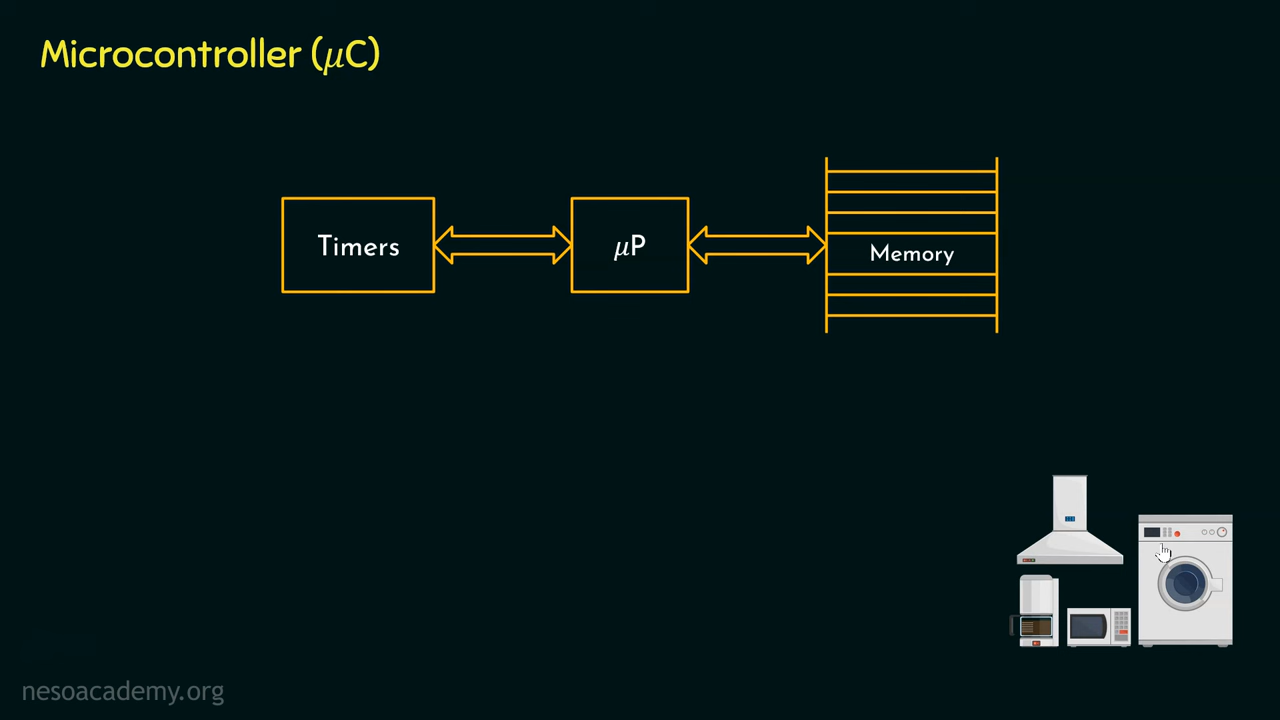 Microcontroller (μC)
Timers
μP
Memory
nesoacademy.org